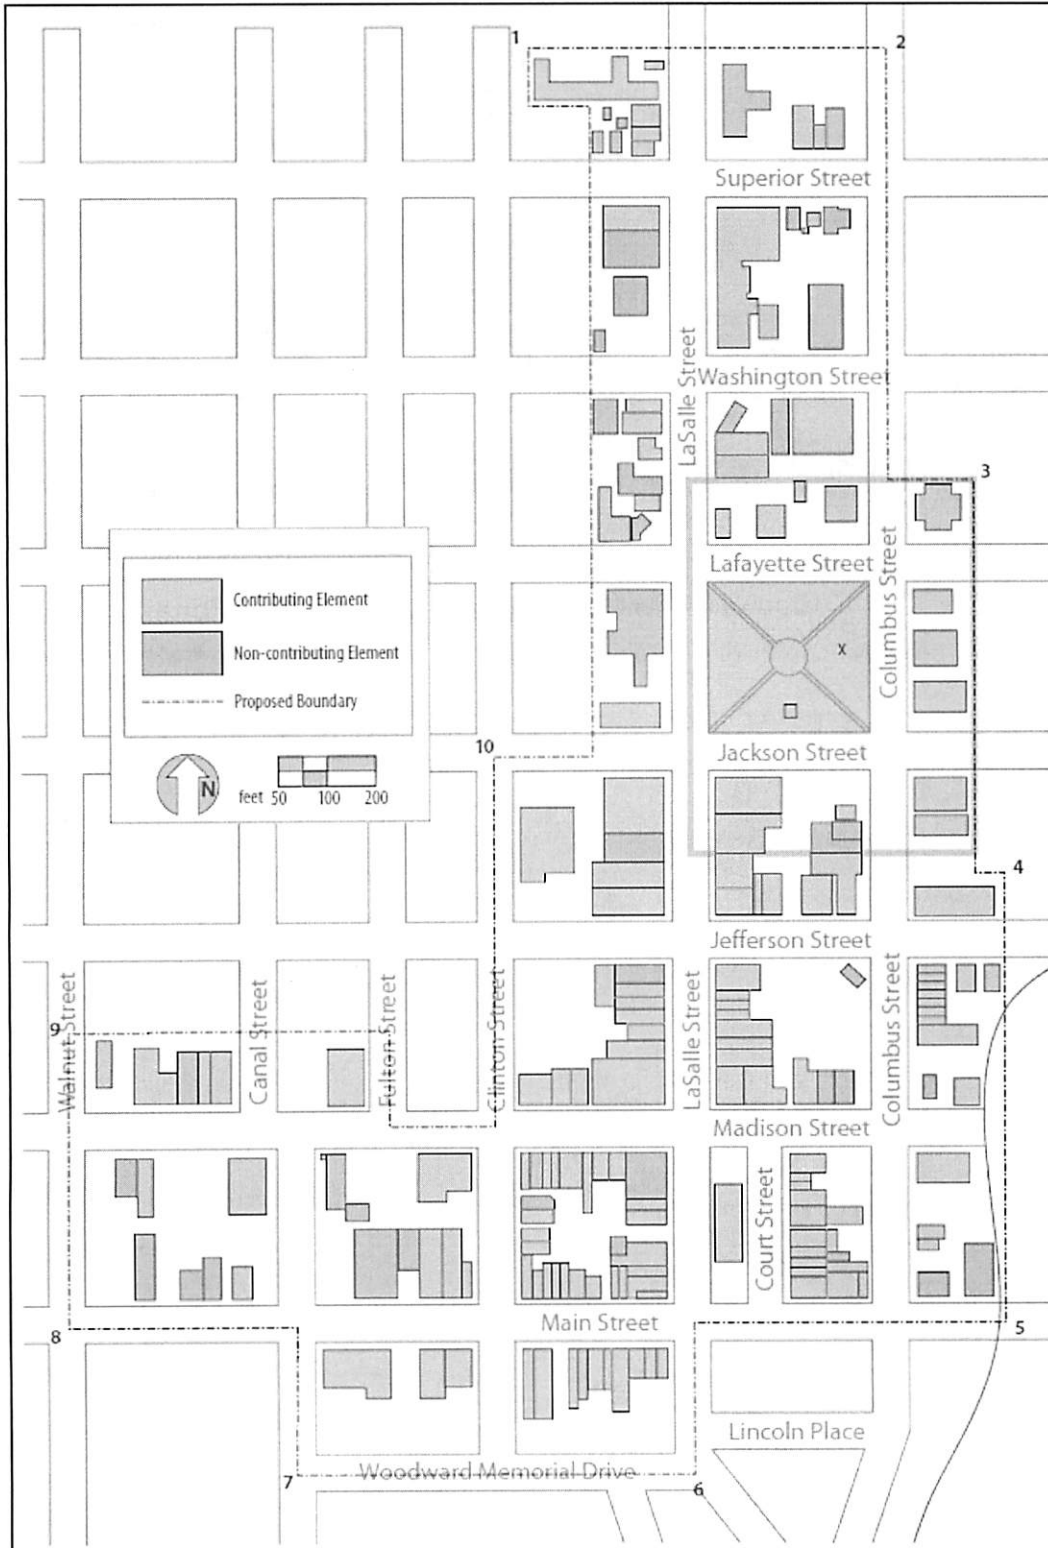 1
2
Superior Street
LaSalle Street
Washington Street
3
Lafayette Street
Columbus Street
Contributing Element
Non-contributing Element
Proposed Boundary
N
feet 50 100 200
X
10
Jackson Street
4
Jefferson Street
9
Walnut Street
Canal Street
Fulton Street
Clinton Street
LaSalle Street
Columbus Street
Madison Street
Court Street
8
Main Street
5
Lincoln Place
7
Woodward Memorial Drive
6